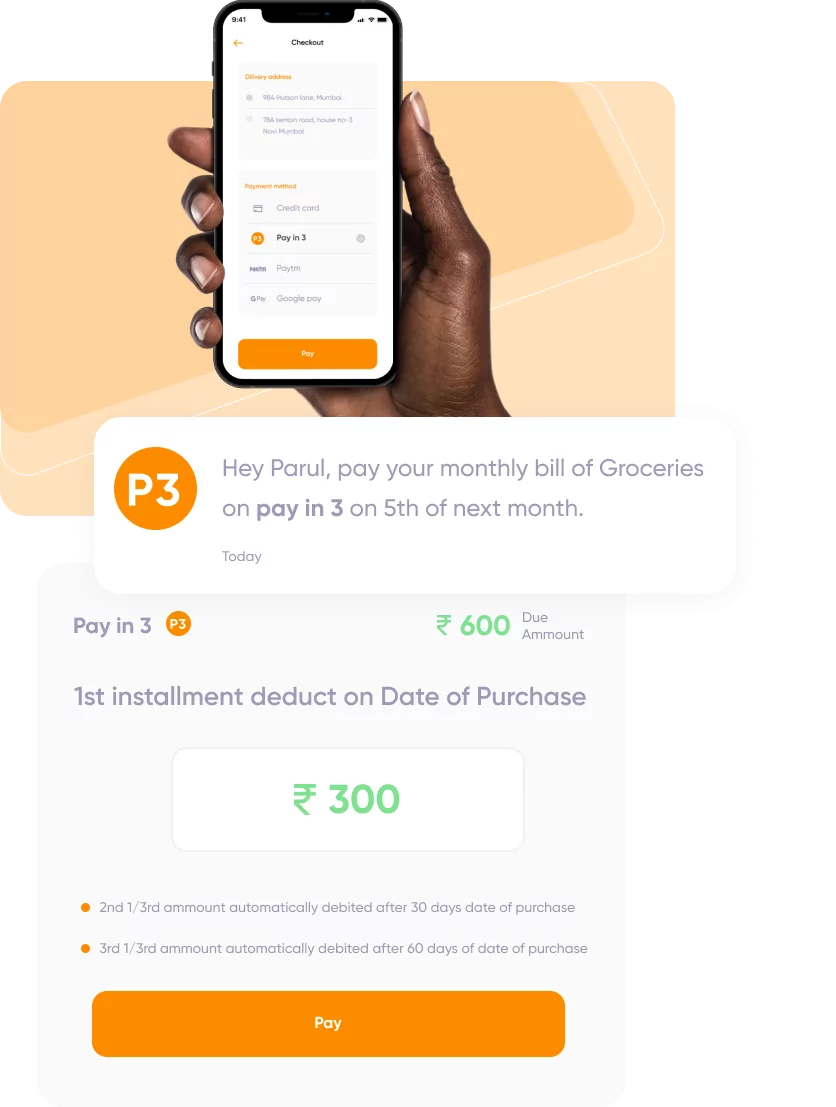 9:41
Checkout
Dilivery address
984 Hutson lane, Mumbai
78A kenton road, house no-3
Navi Mumbai
Payment method
Credit card
P3 Pay in 3
Paytm Paytm
G Pay Google pay
Pay
P3
Hey Parul, pay your monthly bill of Groceries
on pay in 3 on 5th of next month.
Today
Pay in 3 P3
₹ 600 Due
Ammount
1st installment deduct on Date of Purchase
₹ 300
2nd 1/3rd ammount automatically debited after 30 days date of purchase
3rd 1/3rd ammount automatically debited after 60 days of date of purchase
Pay